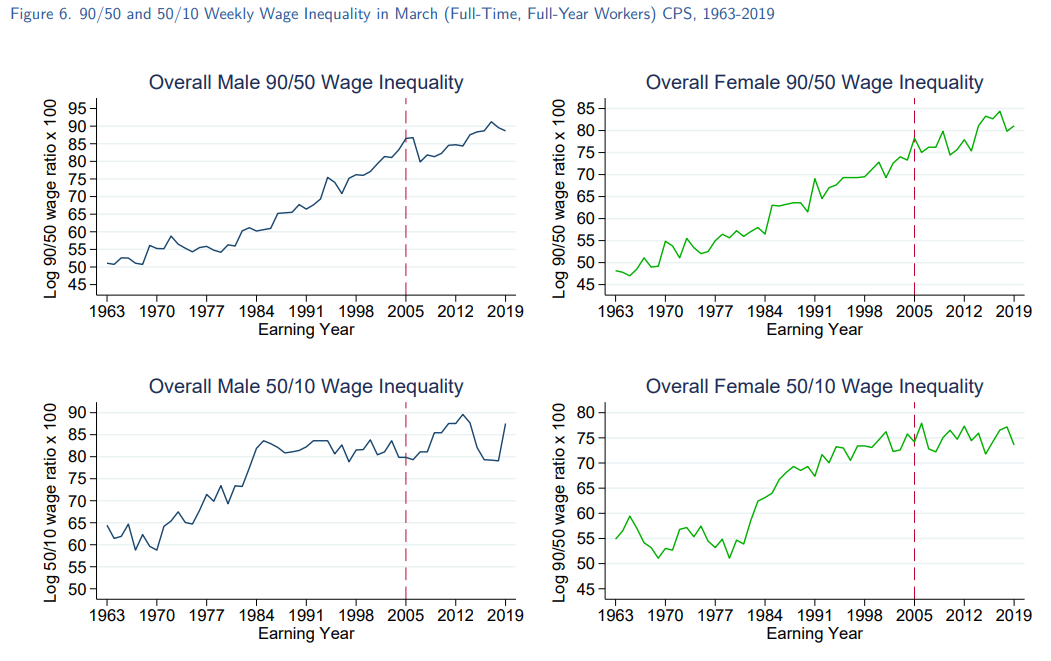 Figure 6. 90/50 and 50/10 Weekly Wage Inequality in March (Full-Time, Full-Year Workers) CPS, 1963-2019
Overall Male 90/50 Wage Inequality
Log 90/50 wage ratio x 100
95
90
85
80
75
70
65
60
55
50
45
1963 1970 1977 1984 1991 1998 2005 2012 2019
Earning Year
Overall Female 90/50 Wage Inequality
Log 90/50 wage ratio x 100
85
80
75
70
65
60
55
50
45
1963 1970 1977 1984 1991 1998 2005 2012 2019
Earning Year
Overall Male 50/10 Wage Inequality
Log 50/10 wage ratio x 100
90
85
80
75
70
65
60
55
50
1963 1970 1977 1984 1991 1998 2005 2012 2019
Earning Year
Overall Female 50/10 Wage Inequality
Log 90/50 wage ratio x 100
80
75
70
65
60
55
50
45
1963 1970 1977 1984 1991 1998 2005 2012 2019
Earning Year